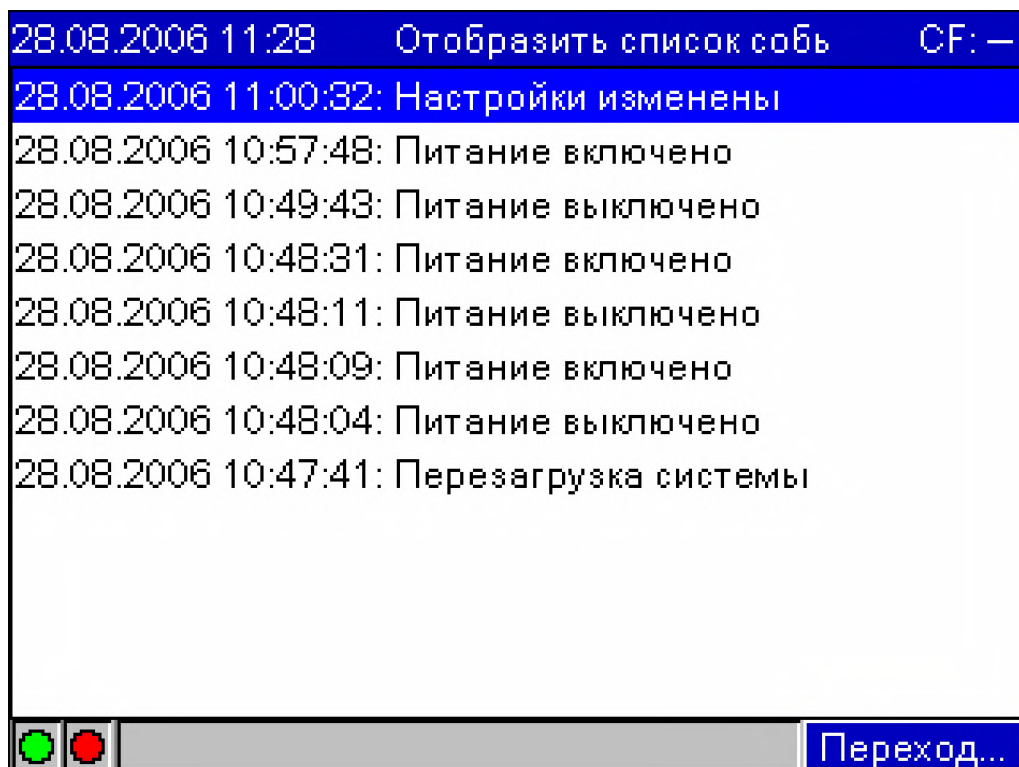 28.08.2006 11:28 Отобразить список собь CF: —
28.08.2006 11:00:32: Настройки изменены
28.08.2006 10:57:48: Питание включено
28.08.2006 10:49:43: Питание выключено
28.08.2006 10:48:31: Питание включено
28.08.2006 10:48:11: Питание выключено
28.08.2006 10:48:09: Питание включено
28.08.2006 10:48:04: Питание выключено
28.08.2006 10:47:41: Перезагрузка системы
Переход...